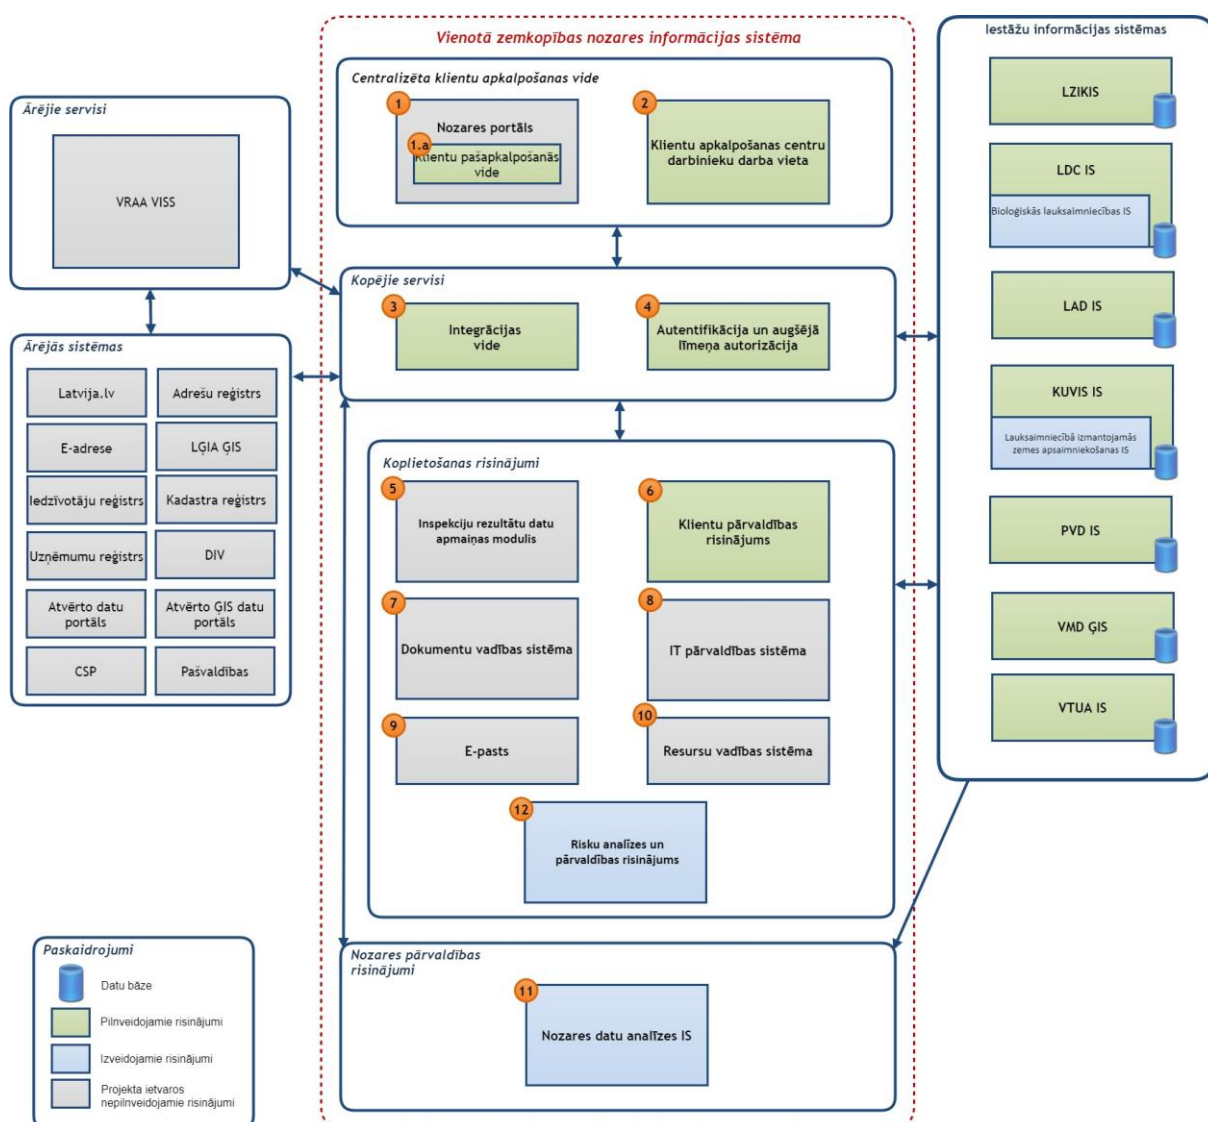 Vienotā zemkopības nozares informācijas sistēma
Centralizēta klientu apkalpošanas vide
1
Nozares portāls
1.a
Klientu pašapkalpošanās
vide
2
Klientu apkalpošanas centru
darbinieku darba vieta
Ārējie servisi
VRAA VISS
Ārējās sistēmas
Latvija.lv
Adrešu reģistrs
E-adrese
LĢIA ĢIS
Iedzīvotāju reģistrs
Kadastra reģistrs
Uzņēmumu reģistrs
DIV
Atvērto datu
portāls
Atvērto ĢIS datu
portāls
CSP
Pašvaldības
Kopējie servisi
3
Integrācijas
vide
4
Autentifikācija un augšējā
līmeņa autorizācija
Koplietošanas risinājumi
5
Inspekciju rezultātu datu
apmaiņas modulis
6
Klientu pārvaldības
risinājums
7
Dokumentu vadības sistēma
8
IT pārvaldības sistēma
9
E-pasts
10
Resursu vadības sistēma
12
Risku analīzes un
pārvaldības risinājums
Nozares pārvaldības
risinājumi
11
Nozares datu analīzes IS
Iestāžu informācijas sistēmas
LZIKIS
LDC IS
Bioloģiskās lauksaimniecības IS
LAD IS
KUVIS IS
Lauksaimniecībā izmantojamās
zemes apsaimniekošanas IS
PVD IS
VMD ĢIS
VTUA IS
Paskaidrojumi
Datu bāze
Pilnveidojamie risinājumi
Izveidojamie risinājumi
Projekta ietvaros
nepilnveidojamie risinājumi